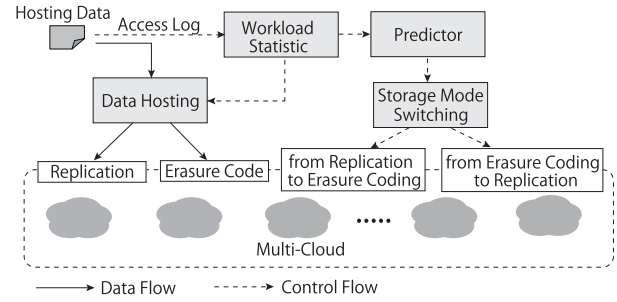 Hosting Data
Access Log
Workload
Statistic
Predictor
Data Hosting
Storage Mode
Switching
Replication
Erasure Code
from Replication
to Erasure Coding
from Erasure Coding
to Replication
Multi-Cloud
Data Flow
Control Flow